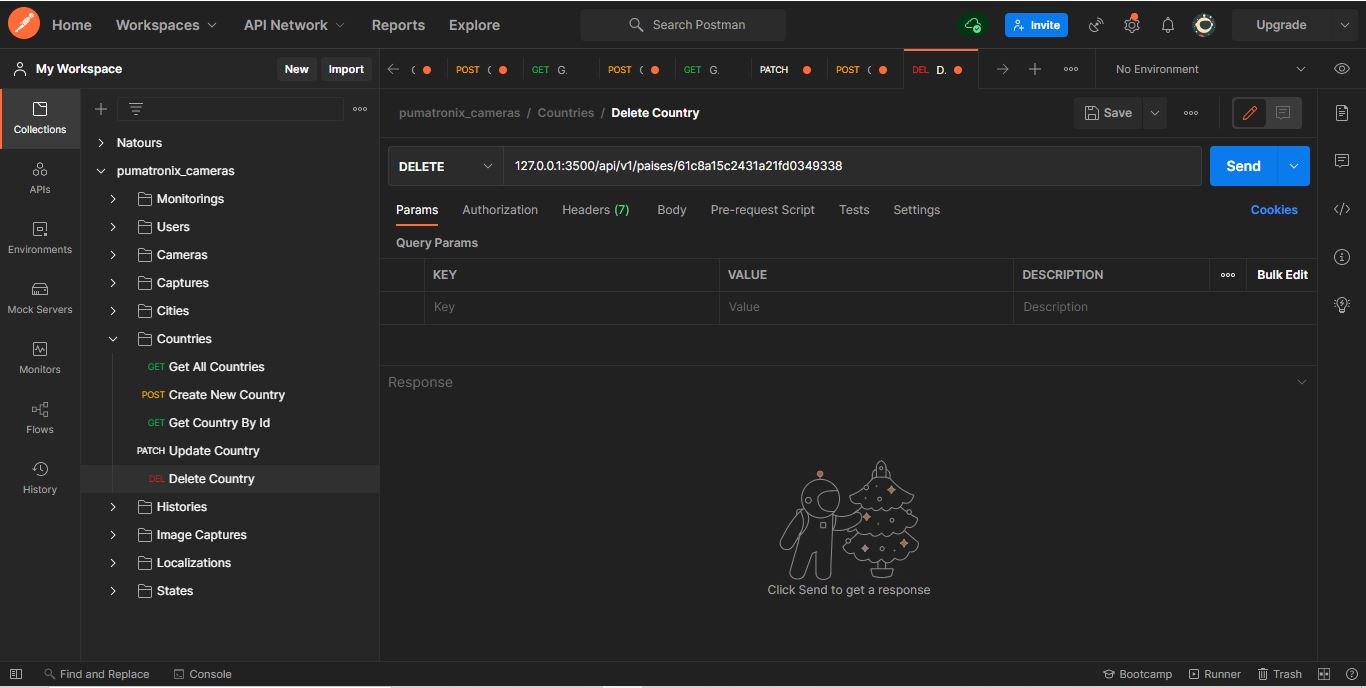 Home Workspaces API Network Reports Explore Search Postman Invite Upgrade
My Workspace New Import
POST GET G. POST GET G. PATCH POST DEL D. No Environment
Collections
APIs
Environments
Mock Servers
Monitors
Flows
History
Natours
pumatronix_cameras
Monitorings
Users
Cameras
Captures
Cities
Countries
GET Get All Countries
POST Create New Country
GET Get Country By Id
PATCH Update Country
DEL Delete Country
Histories
Image Captures
Localizations
States
pumatronix_cameras / Countries / Delete Country Save
DELETE 127.0.0.1:3500/api/v1/paises/61c8a15c2431a21fd0349338 Send
Params Authorization Headers (7) Body Pre-request Script Tests Settings Cookies
Query Params
KEY VALUE DESCRIPTION Bulk Edit
Key Value Description
Response
Click Send to get a response
Find and Replace Console Bootcamp Runner Trash